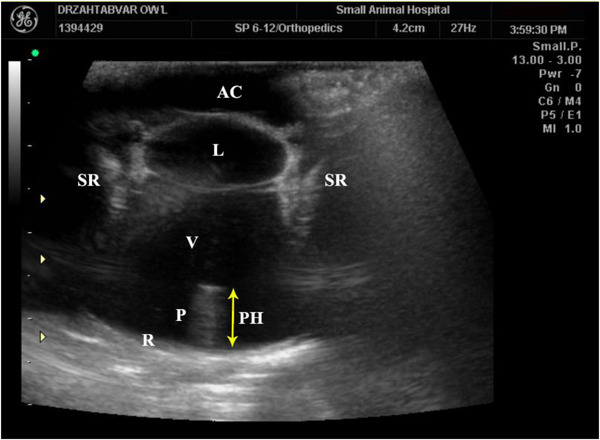 GE
DRZAHTABVAR OWL
Small Animal Hospital
1394429
SP 6-12/Orthopedics
4.2cm
27Hz
3:59:30 PM
Small.P.
13.00 - 3.00
Pwr -7
Gn 0
C6 / M4
P5 / E1
MI 1.0
AC
L
SR
SR
V
P
PH
R